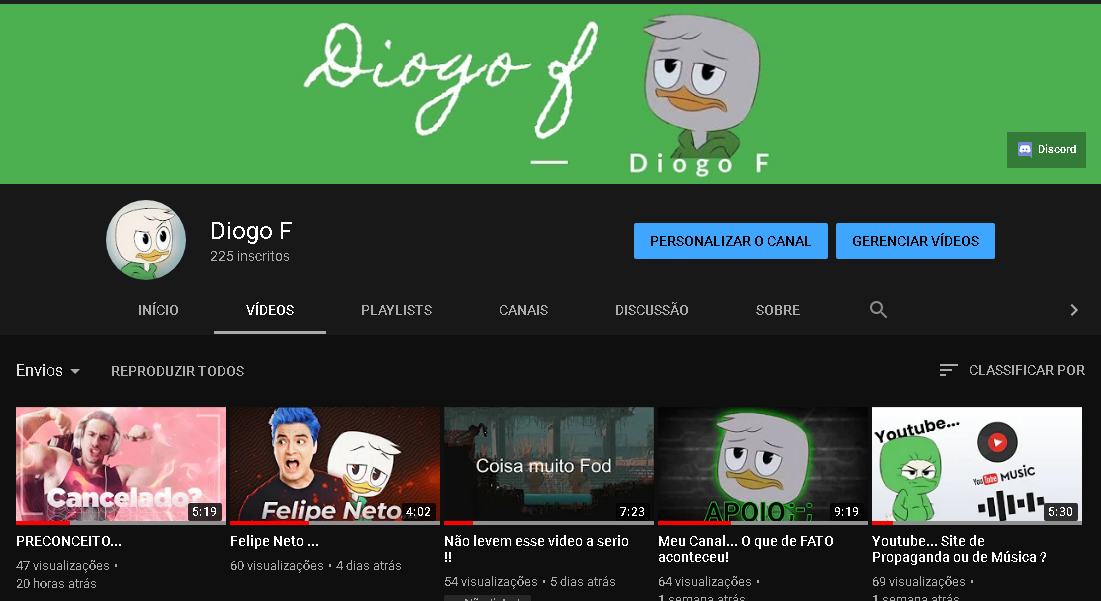 Diogo f
Diogo F
Discord
Diogo F
225 inscritos
PERSONALIZAR O CANAL
GERENCIAR VÍDEOS
INÍCIO
VÍDEOS
PLAYLISTS
CANAIS
DISCUSSÃO
SOBRE
Envios
REPRODUZIR TODOS
CLASSIFICAR POR
Cancelado?
5:19
Felipe Neto
4:02
Coisa muito Fod
7:23
APOIO;-;
9:19
Youtube...
YouTube MUSIC
5:30
PRECONCEITO...
47 visualizações •
20 horas atrás
Felipe Neto ...
60 visualizações • 4 dias atrás
Não levem esse video a serio
!!
54 visualizações • 5 dias atrás
Meu Canal... O que de FATO
aconteceu!
64 visualizações •
1 semana atrás
Youtube... Site de
Propaganda ou de Música ?
69 visualizações •
1 semana atrás